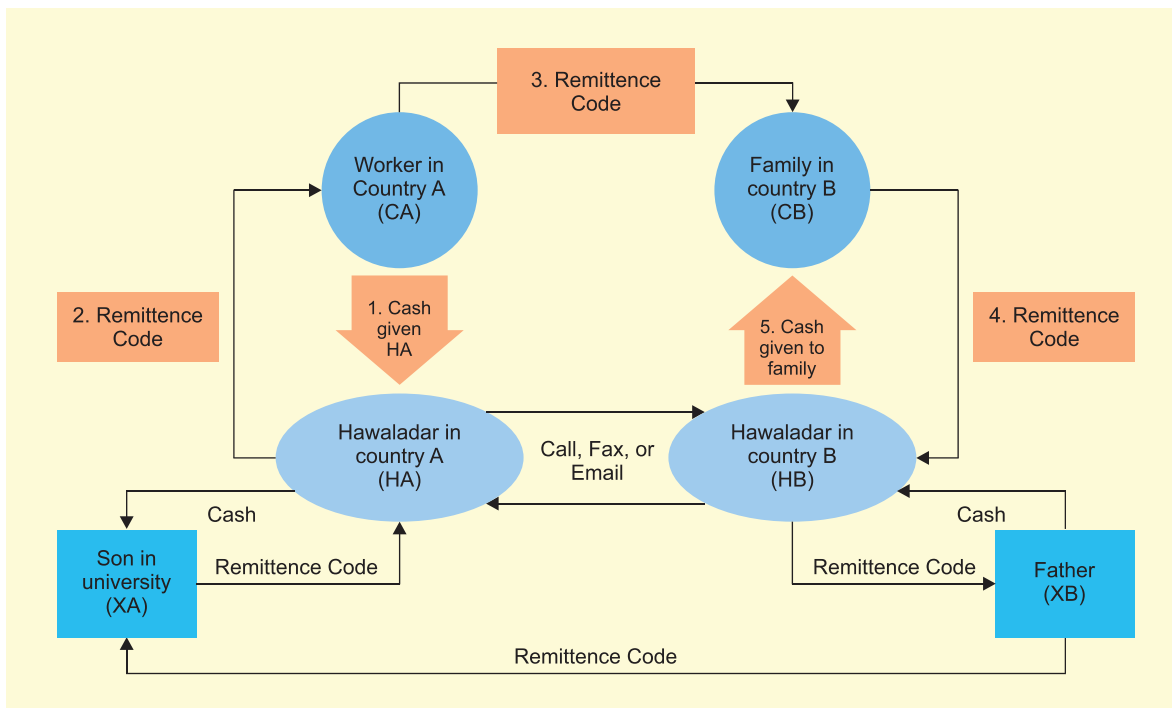 3. Remittence
Code
Worker in
Country A
(CA)
Family in
country B
(CB)
2. Remittence
Code
1. Cash
given
HA
5. Cash
given to
family
4. Remittence
Code
Hawaladar in
country A
(HA)
Call, Fax, or
Email
Hawaladar in
country B
(HB)
Cash
Cash
Son in
university
(XA)
Remittence Code
Remittence Code
Father
(XB)
Remittence Code